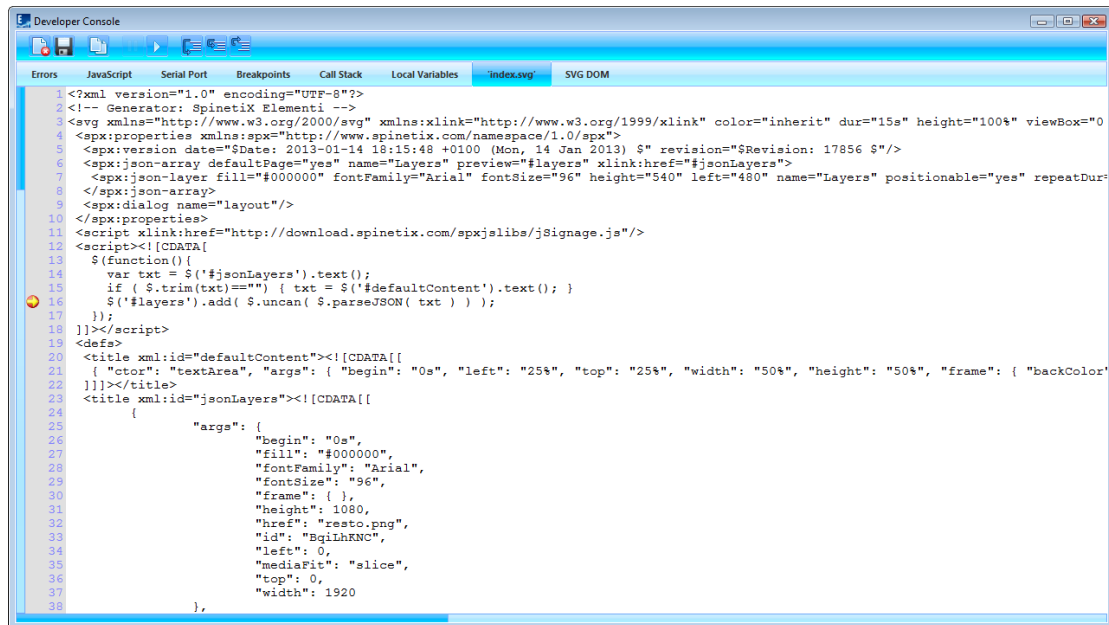 Developer Console
Errors JavaScript Serial Port Breakpoints Call Stack Local Variables 'index.svg' SVG DOM
1 <?xml version="1.0" encoding="UTF-8"?>
2 <!-- Generator: SpinetiX Elementi -->
3 <svg xmlns="http://www.w3.org/2000/svg" xmlns:xlink="http://www.w3.org/1999/xlink" color="inherit" dur="15s" height="100%" viewBox="0
4 <spx:properties xmlns:spx="http://www.spinetix.com/namespace/1.0/spx">
5 <spx:version date="$Date: 2013-01-14 18:15:48 +0100 (Mon, 14 Jan 2013) $" revision="$Revision: 17856 $"/>
6 <spx:json-array defaultPage="yes" name="Layers" preview="#layers" xlink:href="#jsonLayers">
7 <spx:json-layer fill="#000000" fontFamily="Arial" fontSize="96" height="540" left="480" name="Layers" positionable="yes" repeatDur=
8 </spx:json-array>
9 <spx:dialog name="layout"/>
10 </spx:properties>
11 <script xlink:href="http://download.spinetix.com/spxjslibs/jSignage.js"/>
12 <script><![CDATA[
13 $(function(){
14 var txt = $('#jsonLayers').text();
15 if ( $.trim(txt)=="") { txt = $('#defaultContent').text(); }
16 $('#layers').add( $.uncan( $.parseJSON( txt ) ) );
17 });
18 ]]></script>
19 <defs>
20 <title xml:id="defaultContent"><![CDATA[[
21 { "ctor": "textArea", "args": { "begin": "0s", "left": "25%", "top": "25%", "width": "50%", "height": "50%", "frame": { "backColor"
22 ]]]></title>
23 <title xml:id="jsonLayers"><![CDATA[[
24 {
25 "args": {
26 "begin": "0s",
27 "fill": "#000000",
28 "fontFamily": "Arial",
29 "fontSize": "96",
30 "frame": { },
31 "height": 1080,
32 "href": "resto.png",
33 "id": "BqiLhKNC",
34 "left": 0,
35 "mediaFit": "slice",
36 "top": 0,
37 "width": 1920
38 },